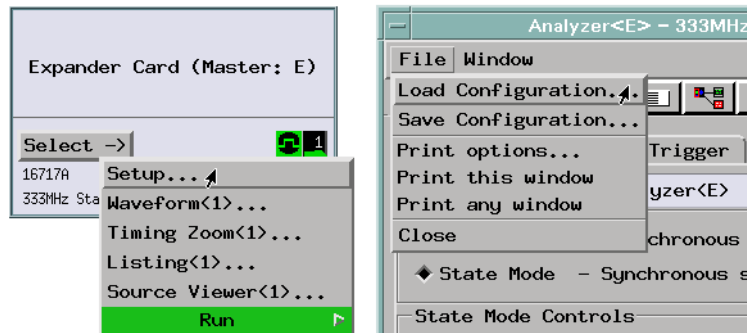 Expander Card (Master: E)
Select ->
1
16717A
333MHz Sta
Setup...
Waveform<1>...
Timing Zoom<1>...
Listing<1>...
Source Viewer<1>...
Run
Analyzer<E> - 333MHz
File Window
Load Configuration...
Save Configuration...
Print options...
Print this window
Print any window
Close
Trigger
yzer<E>
chronous
State Mode - Synchronous s
State Mode Controls